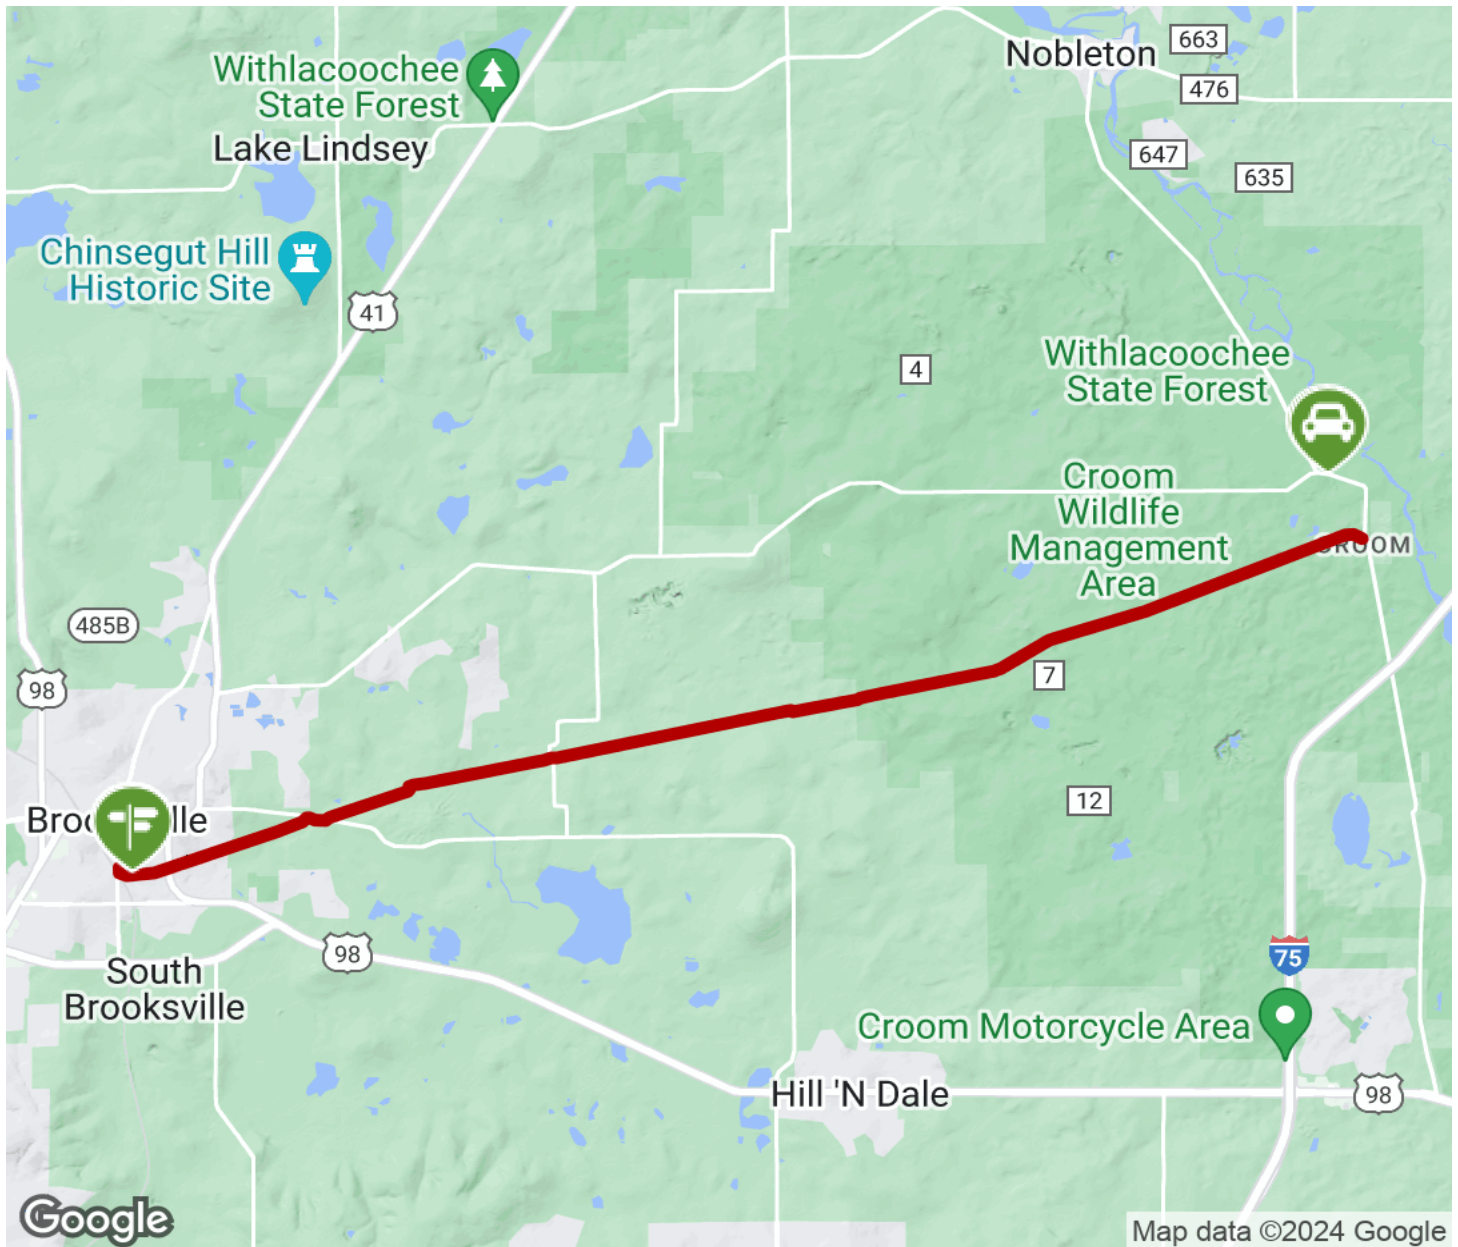 Nobleton
663
476
Withlacoochee
State Forest
Lake Lindsey
647
635
Chinsegut Hill
Historic Site
41
Withlacoochee
State Forest
4
Croom
Wildlife
Management
Area
485B
98
7
12
98
75
South
Brooksville
Croom Motorcycle Area
Hill 'N Dale
98
Google
Map data ©2024 Google